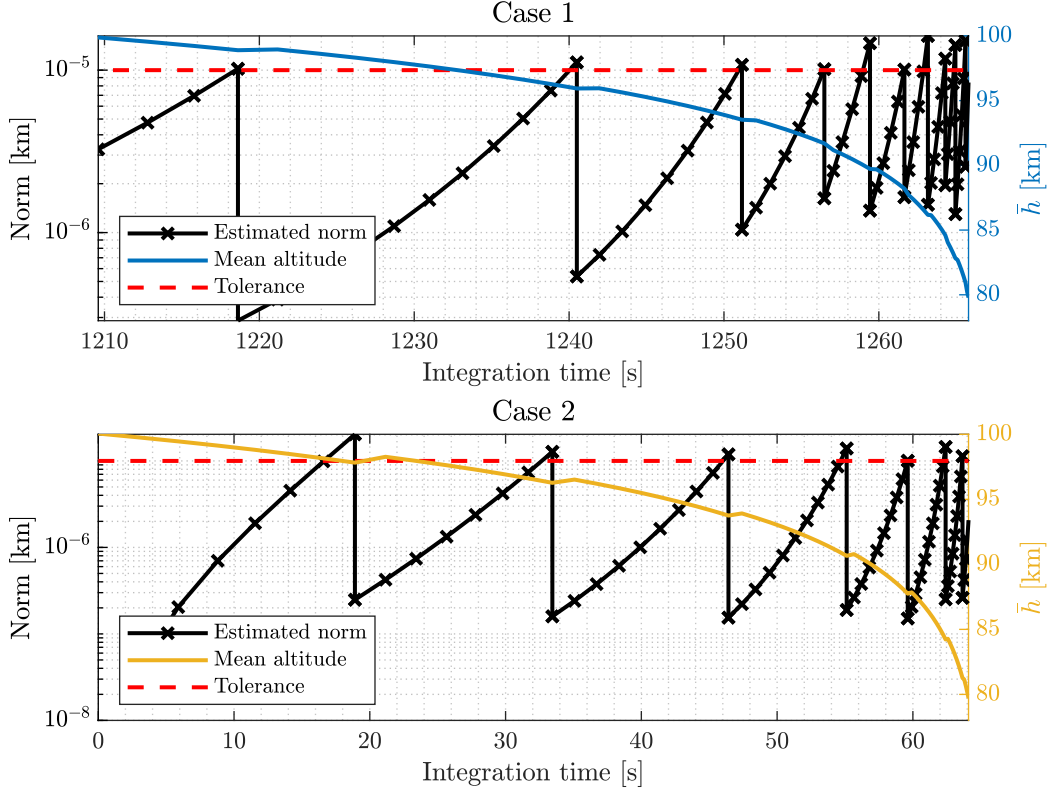 Case 1
Norm [km]
10⁻⁵
10⁻⁶
100
95
90
85
80
h̅ [km]
Estimated norm
Mean altitude
Tolerance
1210 1220 1230 1240 1250 1260
Integration time [s]
Case 2
Norm [km]
10⁻⁶
10⁻⁸
100
95
90
85
80
h̅ [km]
Estimated norm
Mean altitude
Tolerance
0 10 20 30 40 50 60
Integration time [s]